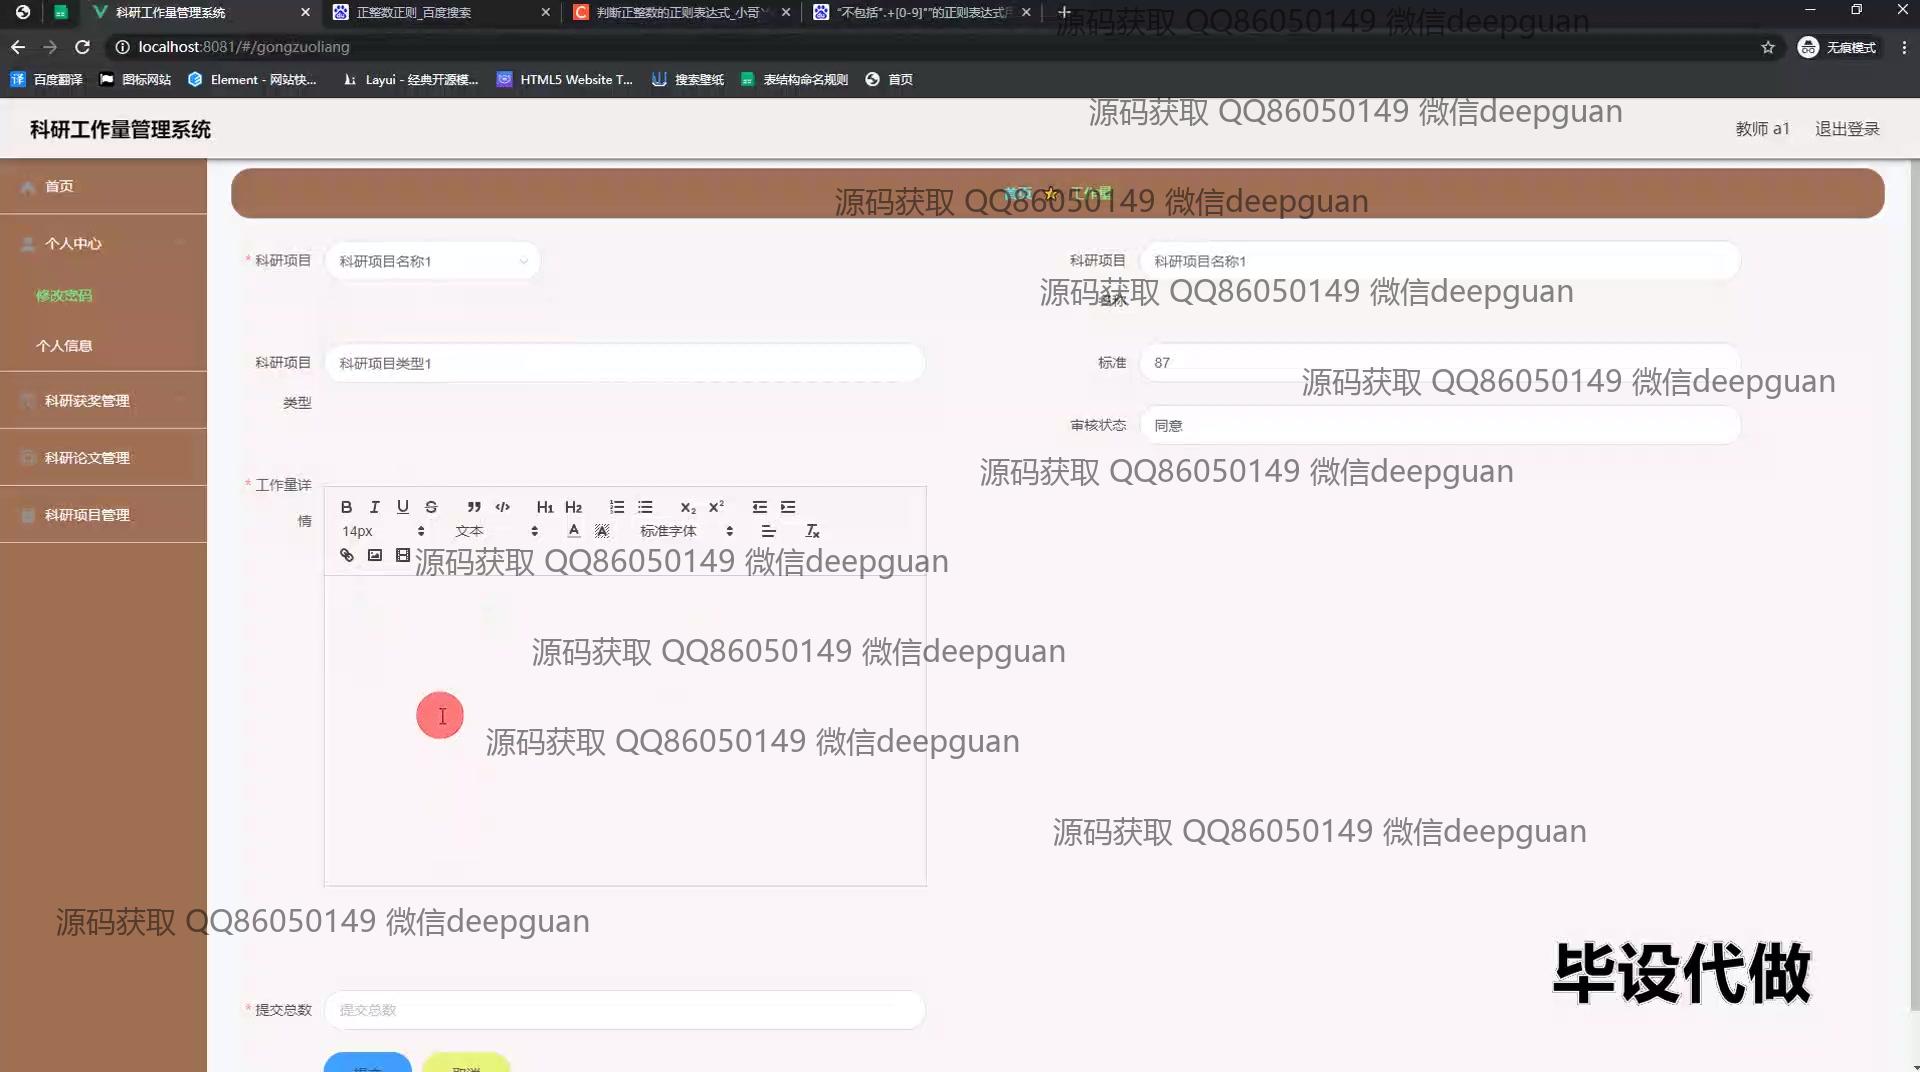 科研工作量管理系统
正整数正则_百度搜索
判断正整数的正则表达式_小哥
"不包括*.+[0-9]*"的正则表达式
源码获取 QQ86050149 微信deepguan
localhost:8081/#/gongzuoliang
无痕模式
百度翻译
图标网站
Element - 网站快...
Layui - 经典开源模...
HTML5 Website T...
搜索壁纸
表结构命名规则
首页
源码获取 QQ86050149 微信deepguan
科研工作量管理系统
教师 a1
退出登录
首页
首页 工作量
源码获取 QQ86050149 微信deepguan
个人中心
* 科研项目
科研项目名称1
科研项目
名称
科研项目名称1
源码获取 QQ86050149 微信deepguan
修改密码
个人信息
科研项目
类型
科研项目类型1
标准
87
源码获取 QQ86050149 微信deepguan
科研获奖管理
审核状态
同意
科研论文管理
源码获取 QQ86050149 微信deepguan
* 工作量详
情
科研项目管理
B I U S ” </> H1 H2 X₂ X²
14px 文本 A A 标准字体 Tx
源码获取 QQ86050149 微信deepguan
源码获取 QQ86050149 微信deepguan
源码获取 QQ86050149 微信deepguan
源码获取 QQ86050149 微信deepguan
源码获取 QQ86050149 微信deepguan
毕设代做
* 提交总数
提交总数
提交
取消